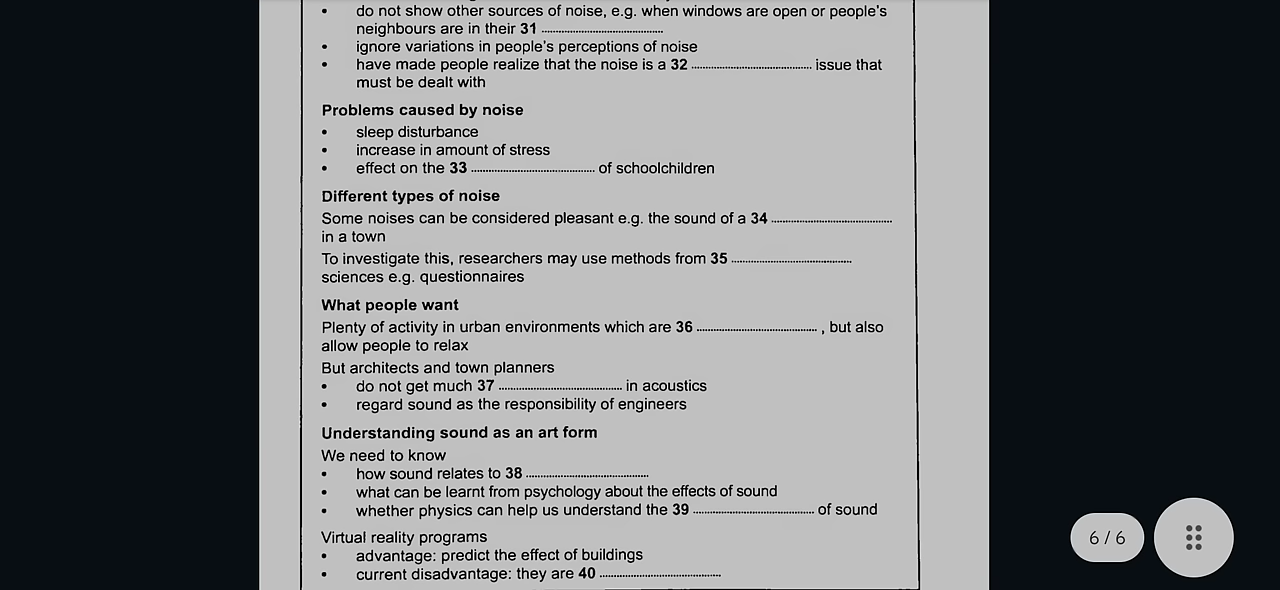 • do not show other sources of noise, e.g. when windows are open or people's
neighbours are in their 31 ........................................
• ignore variations in people's perceptions of noise
• have made people realize that the noise is a 32 ........................................ issue that
must be dealt with
Problems caused by noise
• sleep disturbance
• increase in amount of stress
• effect on the 33 ........................................ of schoolchildren
Different types of noise
Some noises can be considered pleasant e.g. the sound of a 34 ........................................
in a town
To investigate this, researchers may use methods from 35 ........................................
sciences e.g. questionnaires
What people want
Plenty of activity in urban environments which are 36 ........................................ , but also
allow people to relax
But architects and town planners
• do not get much 37 ........................................ in acoustics
• regard sound as the responsibility of engineers
Understanding sound as an art form
We need to know
• how sound relates to 38 ........................................
• what can be learnt from psychology about the effects of sound
• whether physics can help us understand the 39 ........................................ of sound
Virtual reality programs
• advantage: predict the effect of buildings
• current disadvantage: they are 40 ........................................
6 / 6